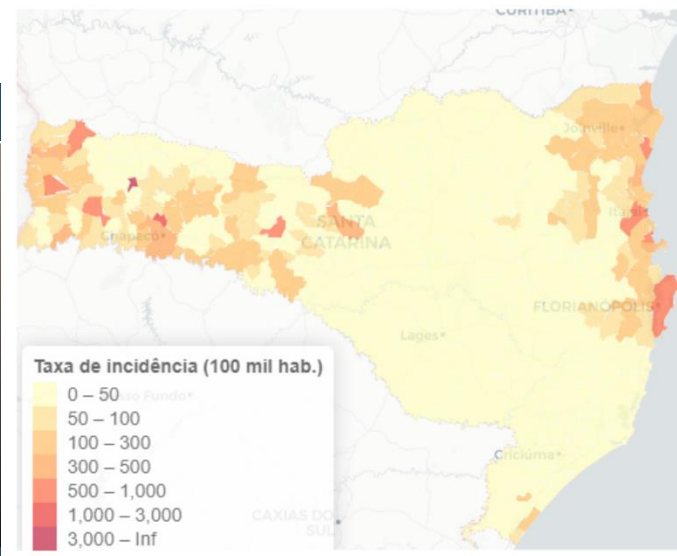 CURITIBA
Joinville
Itajaí
SANTA
CATARINA
Chapecó
FLORIANÓPOLIS
Lages
Taxa de incidência (100 mil hab.)
0 – 50
Passo Fundo
50 – 100
100 – 300
300 – 500
500 – 1,000
1,000 – 3,000
3,000 – Inf
Criciúma
CAXIAS DO
SUL